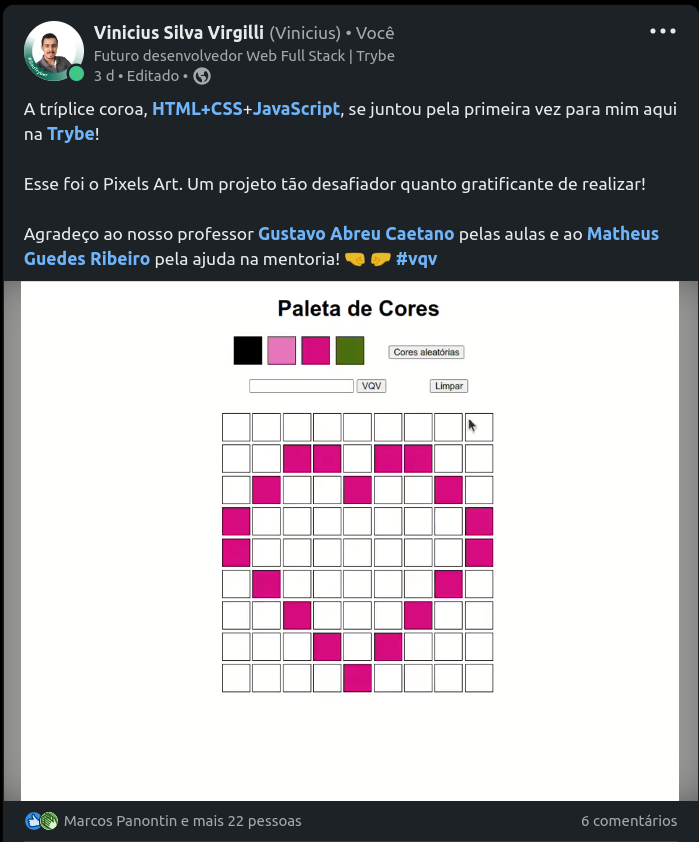 Vinicius Silva Virgilli (Vinicius) • Você
Futuro desenvolvedor Web Full Stack | Trybe
3 d • Editado •
A tríplice coroa, HTML+CSS+JavaScript, se juntou pela primeira vez para mim aqui
na Trybe!
Esse foi o Pixels Art. Um projeto tão desafiador quanto gratificante de realizar!
Agradeço ao nosso professor Gustavo Abreu Caetano pelas aulas e ao Matheus
Guedes Ribeiro pela ajuda na mentoria! 🤜 🤛 #vqv
Paleta de Cores
Cores aleatórias
VQV
Limpar
Marcos Panontin e mais 22 pessoas
6 comentários